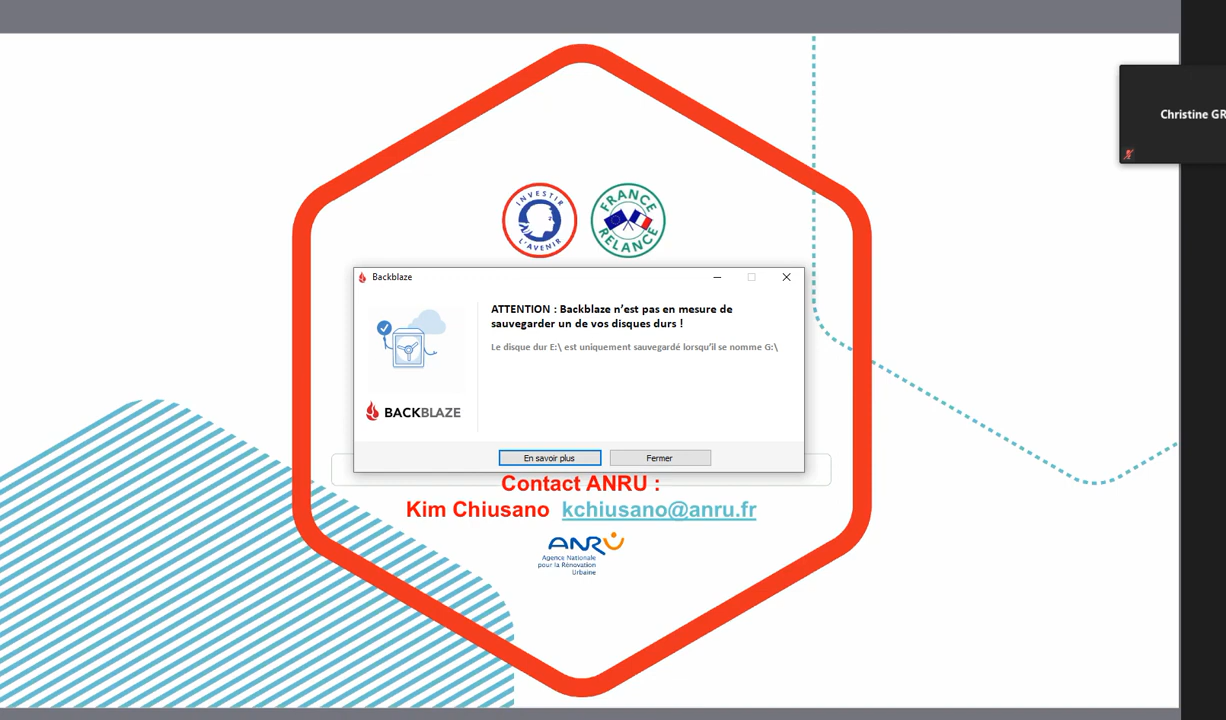 INVESTIR
L'AVENIR
FRANCE
RELANCE
Backblaze
ATTENTION : Backblaze n'est pas en mesure de
sauvegarder un de vos disques durs !
Le disque dur E:\ est uniquement sauvegardé lorsqu'il se nomme G:\
BACKBLAZE
En savoir plus
Fermer
Contact ANRU :
Kim Chiusano kchiusano@anru.fr
ANRU
Agence Nationale
pour la Rénovation
Urbaine
Christine GR